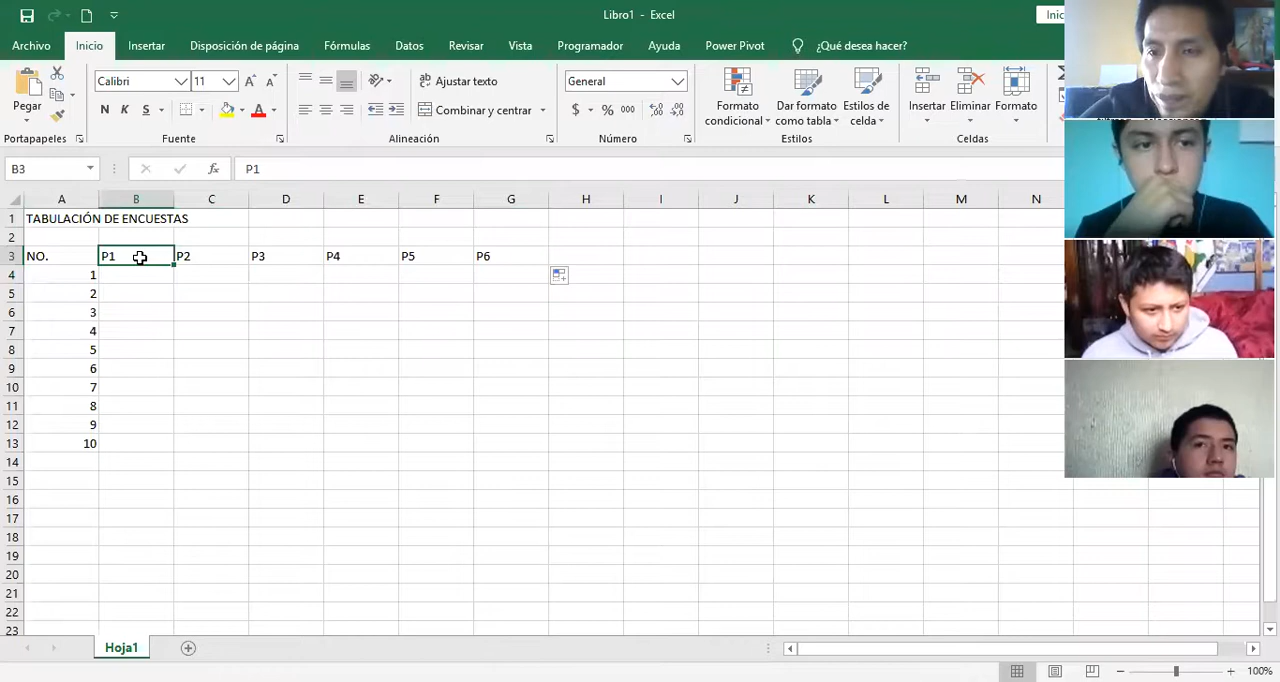 Libro1 - Excel
Inic
Archivo Inicio Insertar Disposición de página Fórmulas Datos Revisar Vista Programador Ayuda Power Pivot ¿Qué desea hacer?
Pegar
Calibri 11
N K S
Ajustar texto
Combinar y centrar
General
$ % 000
Formato condicional
Dar formato como tabla
Estilos de celda
Insertar Eliminar Formato
Portapapeles Fuente Alineación Número Estilos Celdas
B3 fx P1
A B C D E F G H I J K L M N
1 TABULACIÓN DE ENCUESTAS
2
3 NO. P1 P2 P3 P4 P5 P6
4 1
5 2
6 3
7 4
8 5
9 6
10 7
11 8
12 9
13 10
14
15
16
17
18
19
20
21
22
23
Hoja1
100%